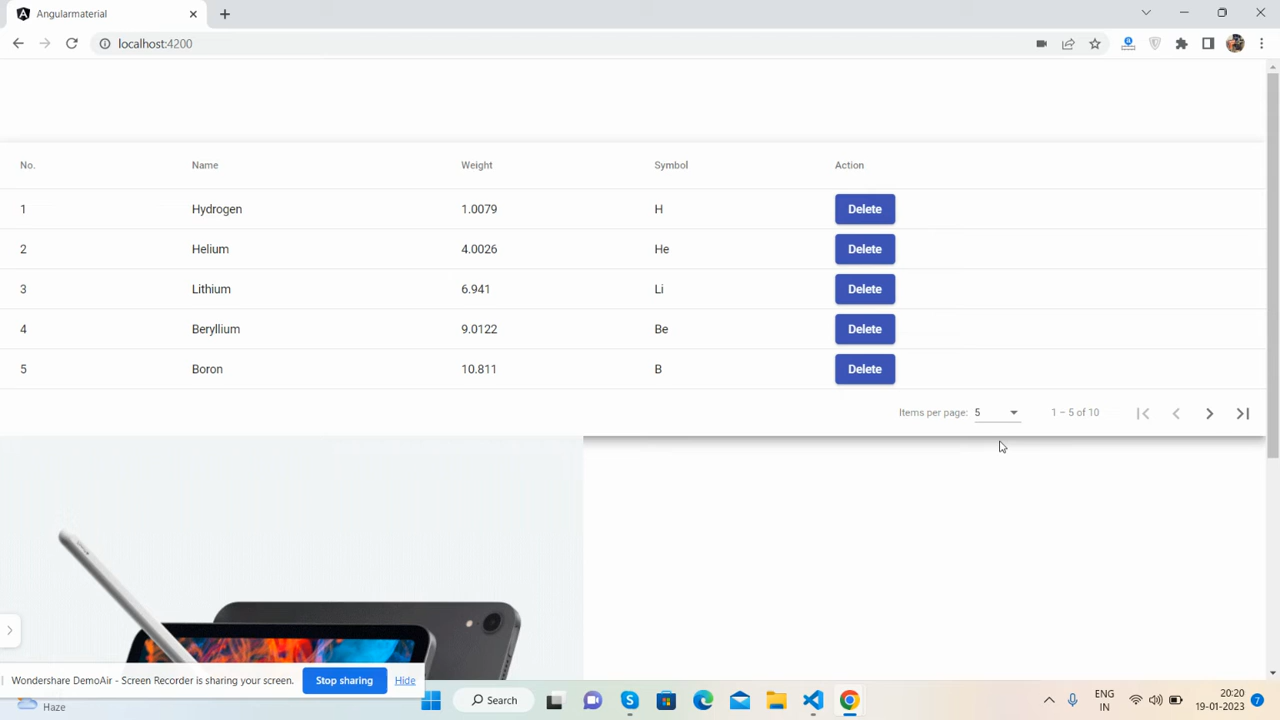 Angularmaterial
localhost:4200
No. Name Weight Symbol Action
1 Hydrogen 1.0079 H Delete
2 Helium 4.0026 He Delete
3 Lithium 6.941 Li Delete
4 Beryllium 9.0122 Be Delete
5 Boron 10.811 B Delete
Items per page: 5 1 – 5 of 10
Wondershare DemoAir - Screen Recorder is sharing your screen. Stop sharing Hide
Haze
Search
ENG
IN
20:20
19-01-2023
7